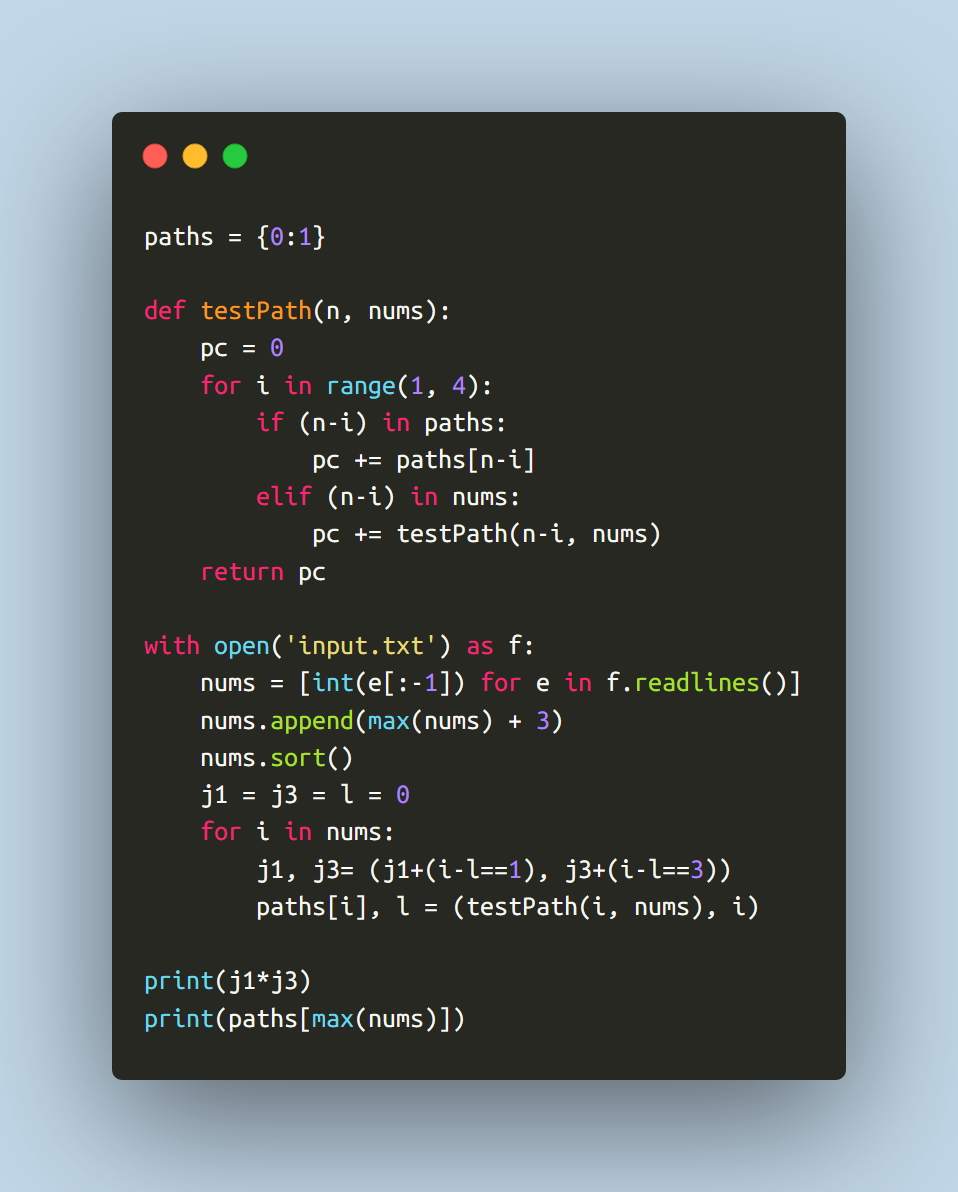 paths = {0:1}

def testPath(n, nums):
    pc = 0
    for i in range(1, 4):
        if (n-i) in paths:
            pc += paths[n-i]
        elif (n-i) in nums:
            pc += testPath(n-i, nums)
    return pc

with open('input.txt') as f:
    nums = [int(e[:-1]) for e in f.readlines()]
    nums.append(max(nums) + 3)
    nums.sort()
    j1 = j3 = l = 0
    for i in nums:
        j1, j3= (j1+(i-l==1), j3+(i-l==3))
        paths[i], l = (testPath(i, nums), i)

print(j1*j3)
print(paths[max(nums)])